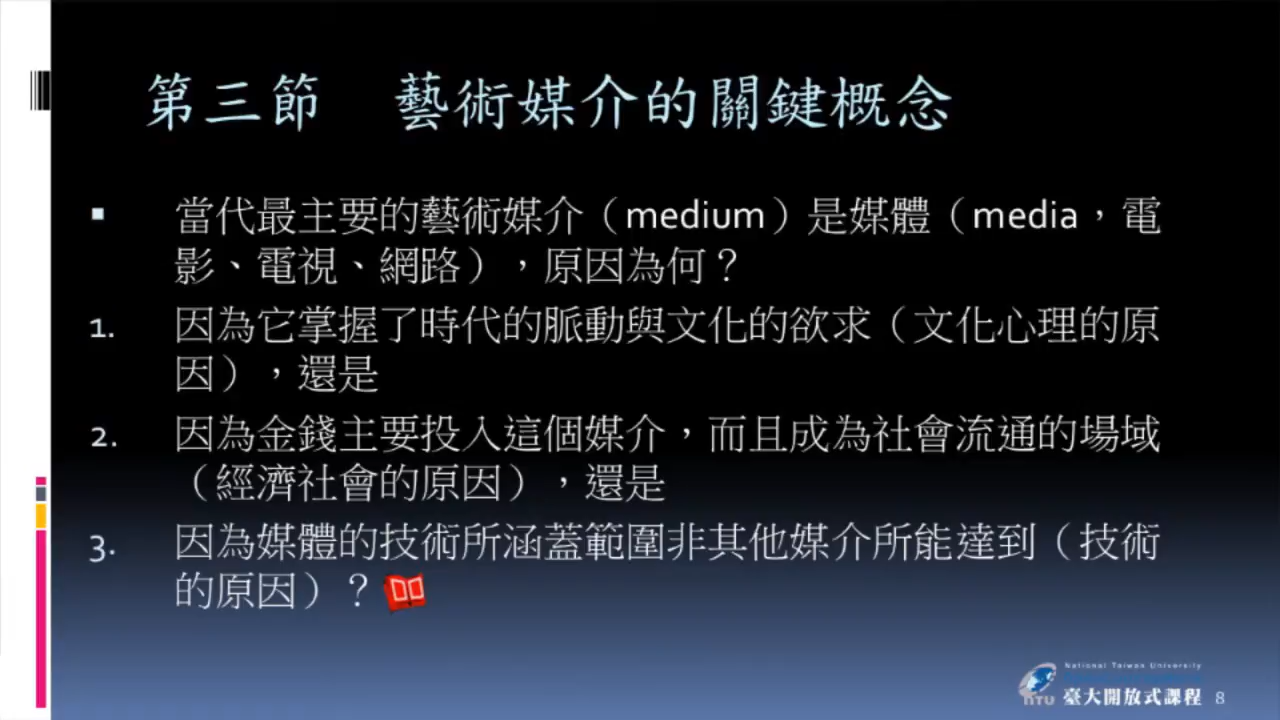 第三節 藝術媒介的關鍵概念
▪ 當代最主要的藝術媒介（medium）是媒體（media，電
影、電視、網路），原因為何？
1. 因為它掌握了時代的脈動與文化的欲求（文化心理的原
因），還是
2. 因為金錢主要投入這個媒介，而且成為社會流通的場域
（經濟社會的原因），還是
3. 因為媒體的技術所涵蓋範圍非其他媒介所能達到（技術
的原因）？
National Taiwan University
NTU 臺大開放式課程 8